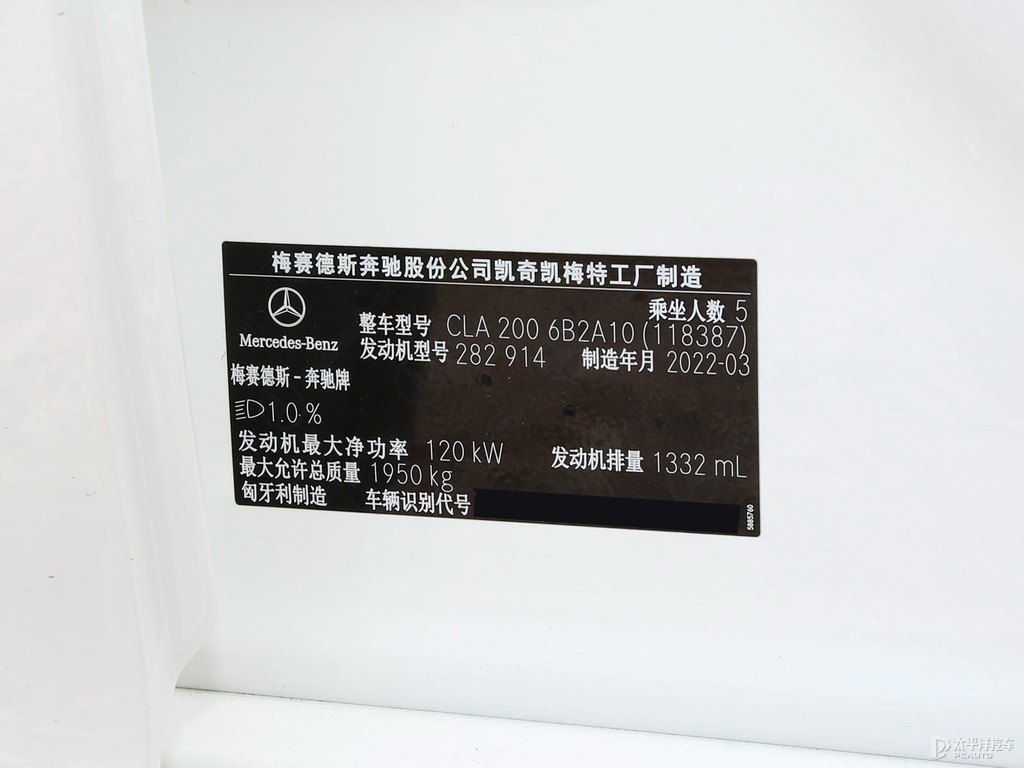 梅赛德斯奔驰股份公司凯奇凯梅特工厂制造
乘坐人数 5
Mercedes-Benz
整车型号 CLA 200 6B2A10 (118387)
发动机型号 282 914 制造年月 2022-03
梅赛德斯－奔驰牌
1.0 %
发动机最大净功率 120 kW 发动机排量 1332 mL
最大允许总质量 1950 kg
匈牙利制造 车辆识别代号
5885760
太平洋汽车
PCAUTO